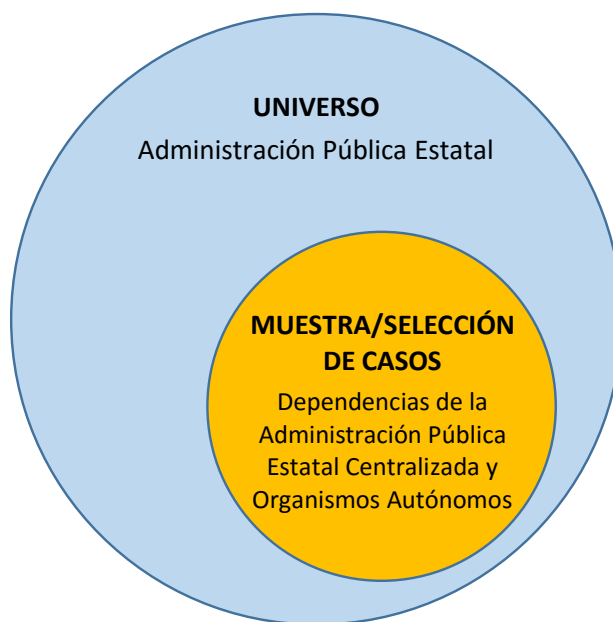 UNIVERSO
Administración Pública Estatal
MUESTRA/SELECCIÓN
DE CASOS
Dependencias de la
Administración Pública
Estatal Centralizada y
Organismos Autónomos